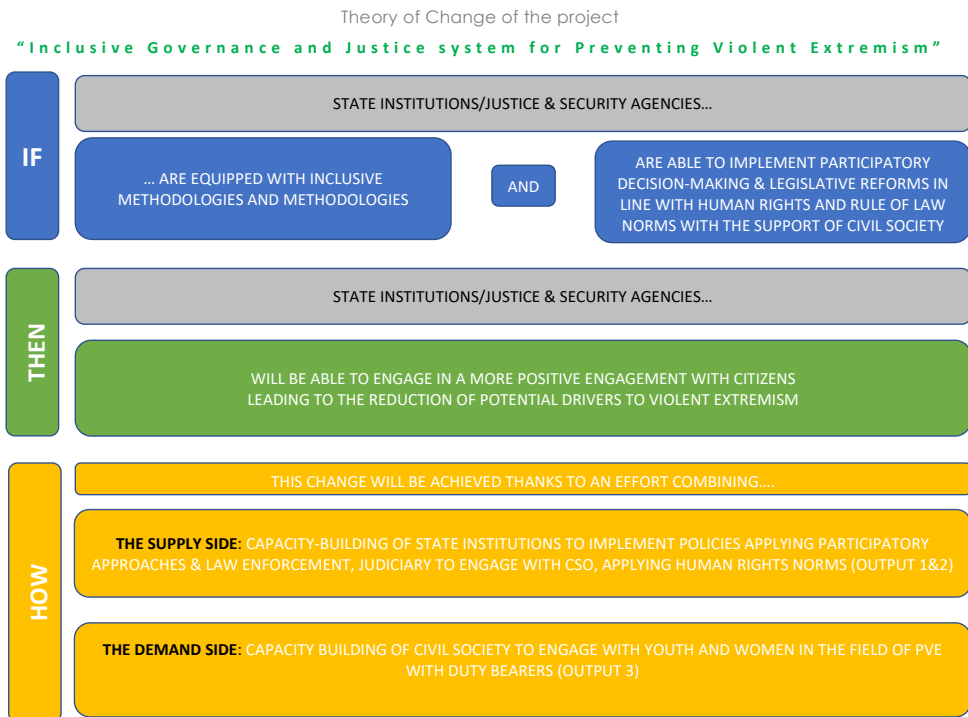 Theory of Change of the project
“Inclusive Governance and Justice system for Preventing Violent Extremism”
IF
STATE INSTITUTIONS/JUSTICE & SECURITY AGENCIES…
… ARE EQUIPPED WITH INCLUSIVE
METHODOLOGIES AND METHODOLOGIES
AND
ARE ABLE TO IMPLEMENT PARTICIPATORY
DECISION-MAKING & LEGISLATIVE REFORMS IN
LINE WITH HUMAN RIGHTS AND RULE OF LAW
NORMS WITH THE SUPPORT OF CIVIL SOCIETY
THEN
STATE INSTITUTIONS/JUSTICE & SECURITY AGENCIES…
WILL BE ABLE TO ENGAGE IN A MORE POSITIVE ENGAGEMENT WITH CITIZENS
LEADING TO THE REDUCTION OF POTENTIAL DRIVERS TO VIOLENT EXTREMISM
HOW
THIS CHANGE WILL BE ACHIEVED THANKS TO AN EFFORT COMBINING….
THE SUPPLY SIDE: CAPACITY-BUILDING OF STATE INSTITUTIONS TO IMPLEMENT POLICIES APPLYING PARTICIPATORY
APPROACHES & LAW ENFORCEMENT, JUDICIARY TO ENGAGE WITH CSO, APPLYING HUMAN RIGHTS NORMS (OUTPUT 1&2)
THE DEMAND SIDE: CAPACITY BUILDING OF CIVIL SOCIETY TO ENGAGE WITH YOUTH AND WOMEN IN THE FIELD OF PVE
WITH DUTY BEARERS (OUTPUT 3)